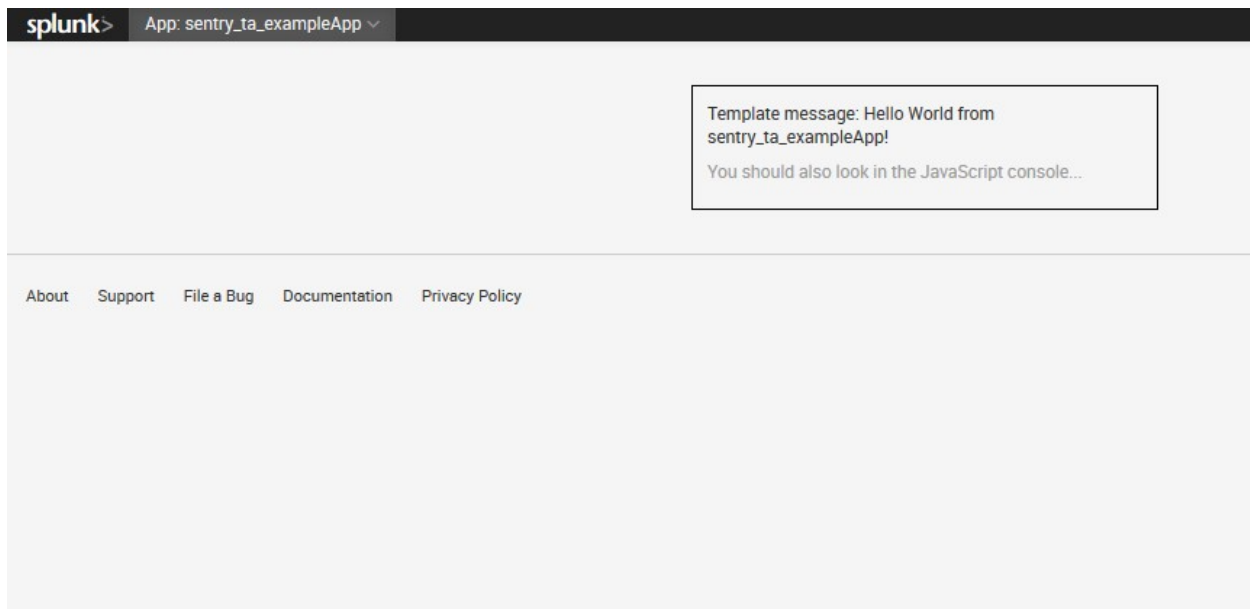 splunk> App: sentry_ta_exampleApp
Template message: Hello World from
sentry_ta_exampleApp!
You should also look in the JavaScript console...
About Support File a Bug Documentation Privacy Policy